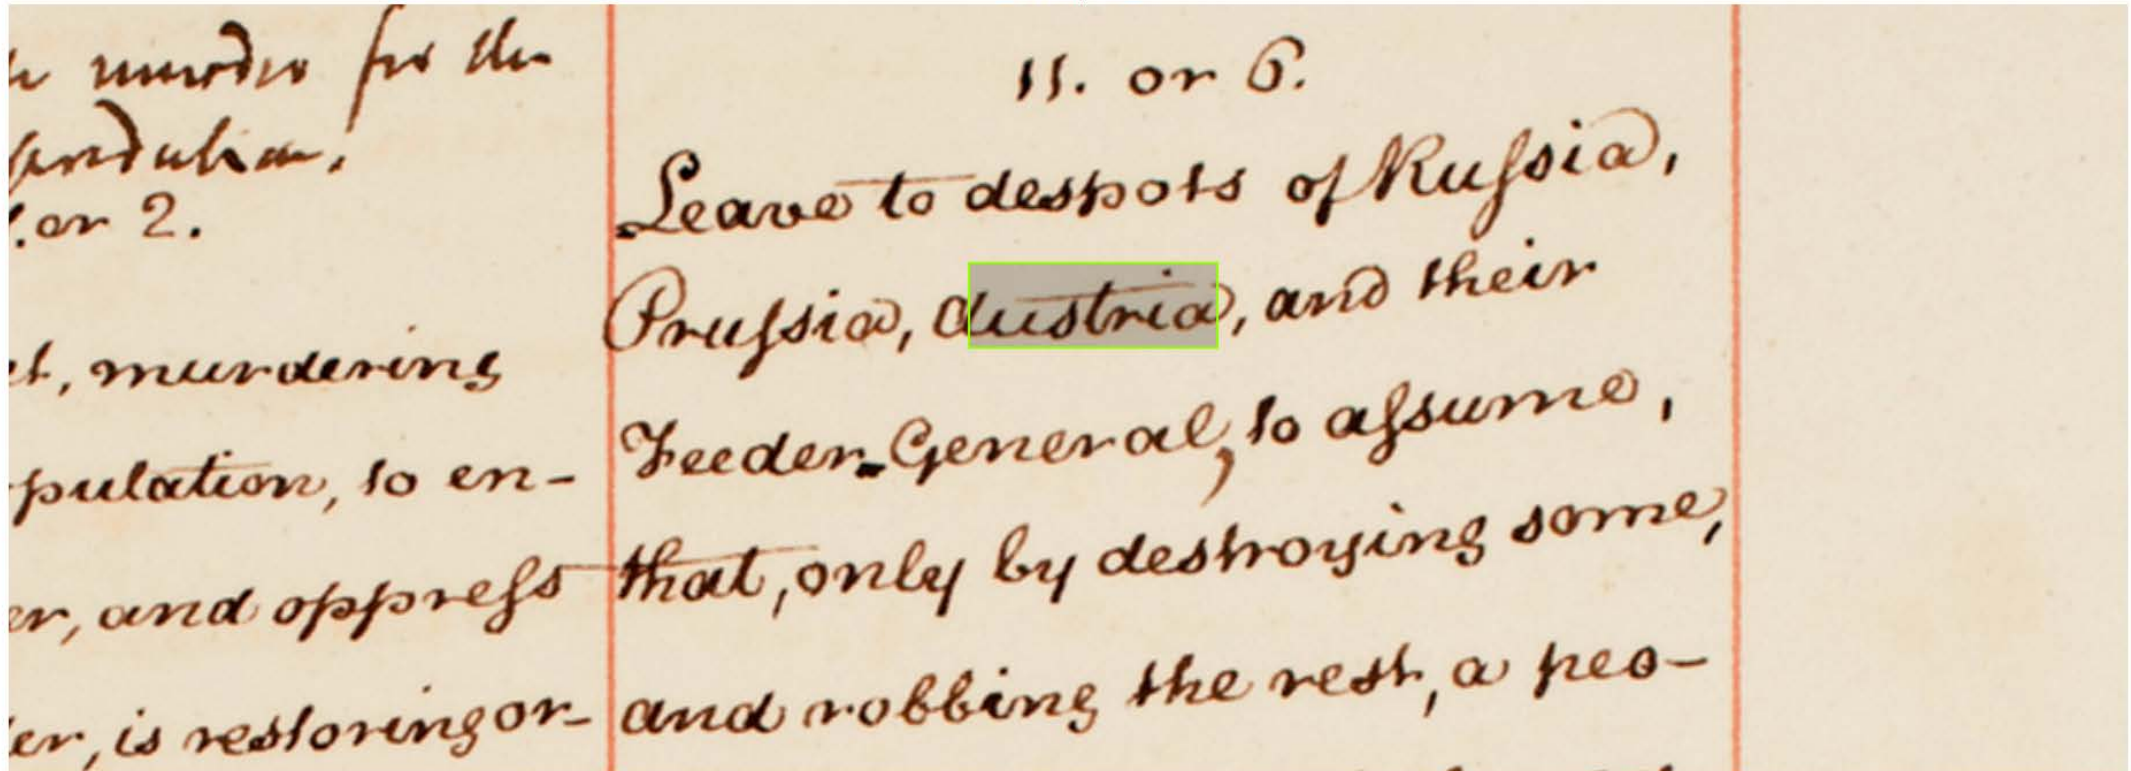 murder for the
or 2.
murdering
pulation, to en-
er, and oppress
er, is restoring or-
11. or 6.
Leave to despots of Russia,
Prussia, Austria, and their
Feeder-General, to assume,
that, only by destroying some,
and robbing the rest, a peo-